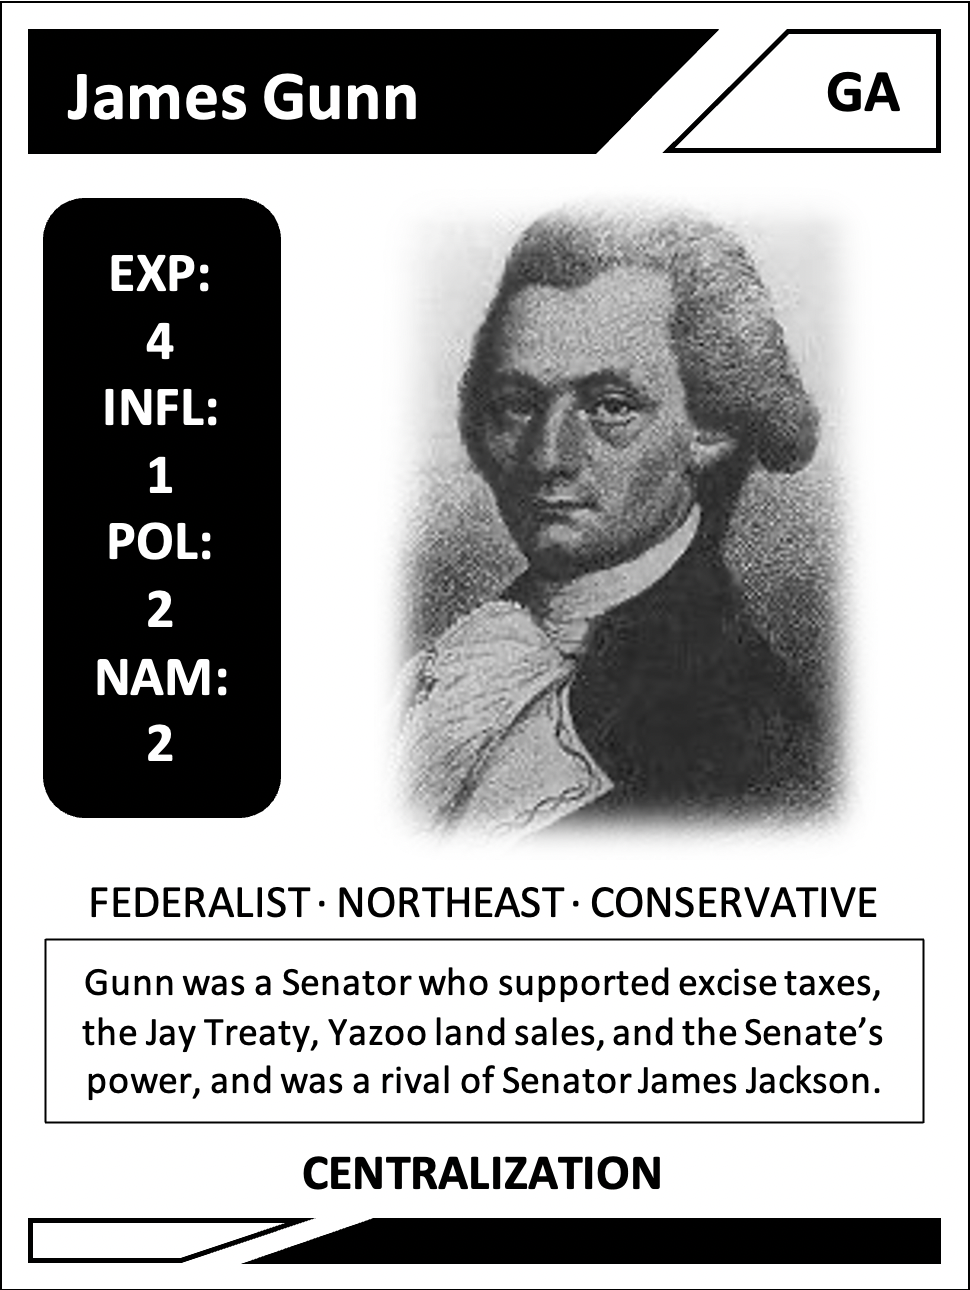 James Gunn
GA
EXP:
4
INFL:
1
POL:
2
NAM:
2
FEDERALIST · NORTHEAST · CONSERVATIVE
Gunn was a Senator who supported excise taxes,
the Jay Treaty, Yazoo land sales, and the Senate’s
power, and was a rival of Senator James Jackson.
CENTRALIZATION